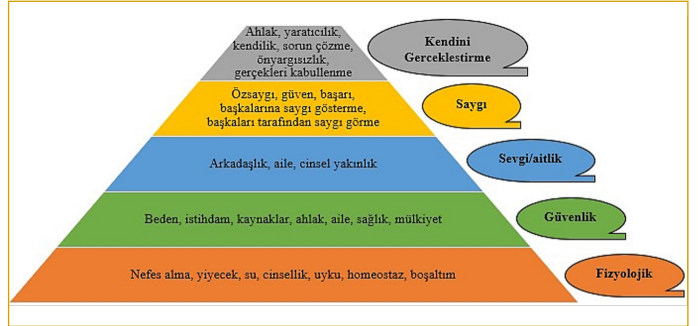 Ahlak, yaratıcılık,
kendilik, sorun çözme,
önyargısızlık,
gerçekleri kabullenme
Kendini
Gerceklestirme
Özsaygı, güven, başarı,
başkalarına saygı gösterme,
başkaları tarafından saygı görme
Saygı
Arkadaşlık, aile, cinsel yakınlık
Sevgi/aitlik
Beden, istihdam, kaynaklar, ahlak, aile, sağlık, mülkiyet
Güvenlik
Nefes alma, yiyecek, su, cinsellik, uyku, homeostaz, boşaltım
Fizyolojik